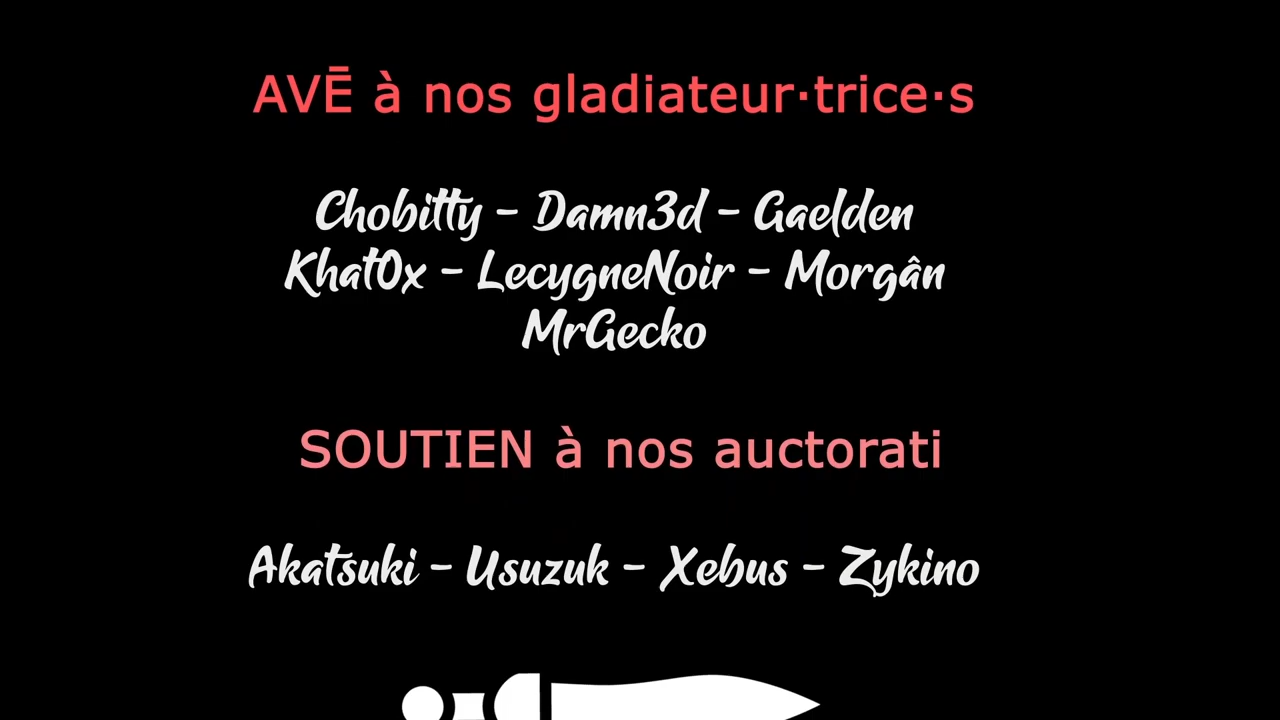 AVĒ à nos gladiateur·trice·s
Chobitty - Damn3d - Gaelden
Khat0x - LecygneNoir - Morgân
MrGecko
SOUTIEN à nos auctorati
Akatsuki - Usuzuk - Xebus - Zykino